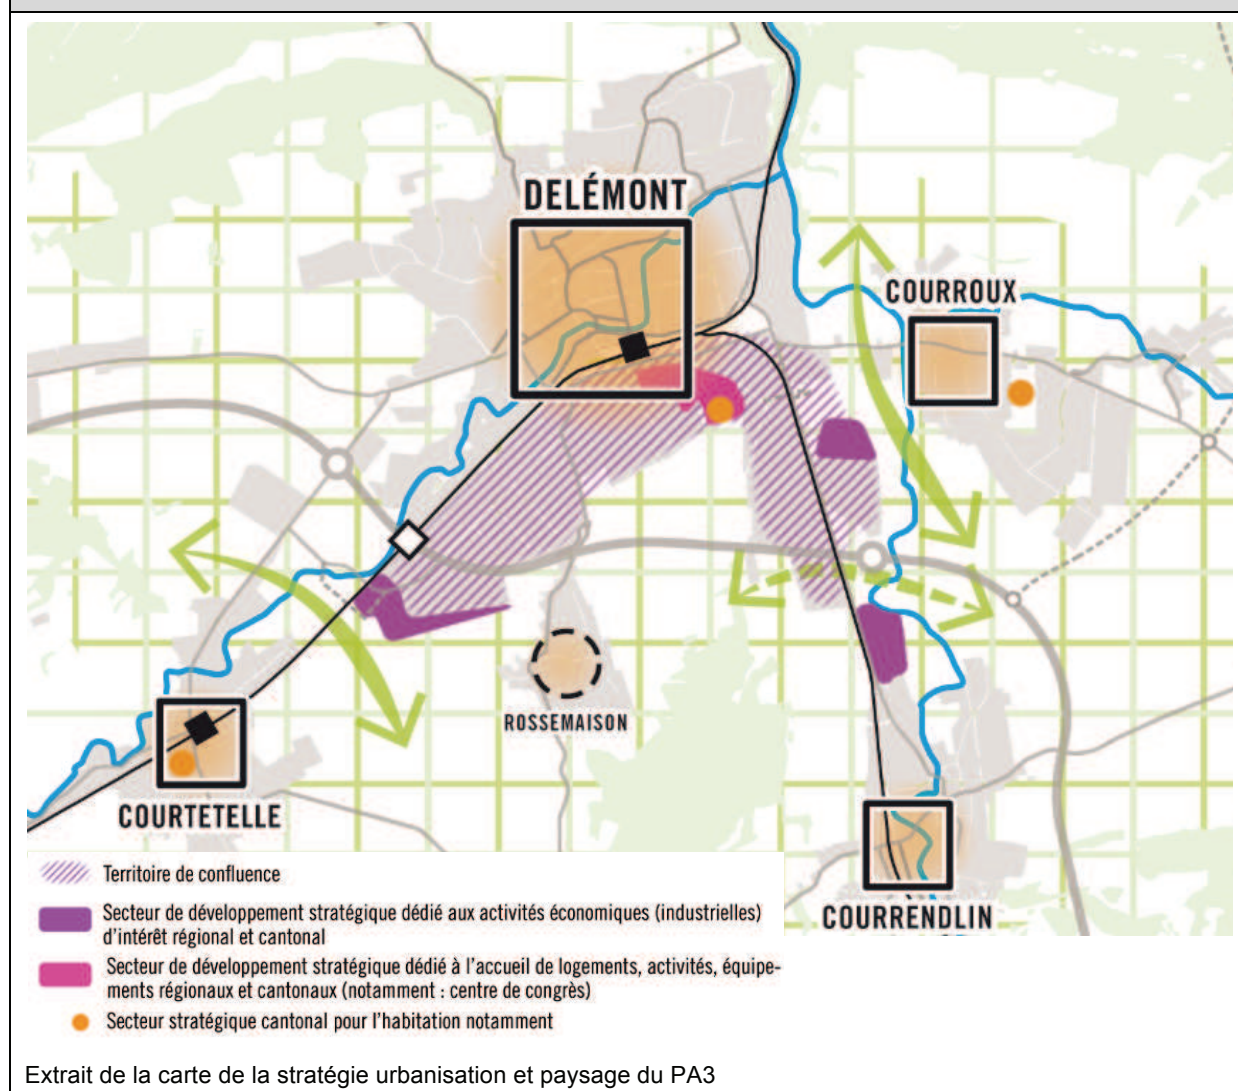 DELÉMONT
COURROUX
ROSSEMAISON
COURTETELLE
COURRENDLIN
Territoire de confluence
Secteur de développement stratégique dédié aux activités économiques (industrielles)
d'intérêt régional et cantonal
Secteur de développement stratégique dédié à l'accueil de logements, activités, équipe-
ments régionaux et cantonaux (notamment : centre de congrès)
Secteur stratégique cantonal pour l'habitation notamment
Extrait de la carte de la stratégie urbanisation et paysage du PA3